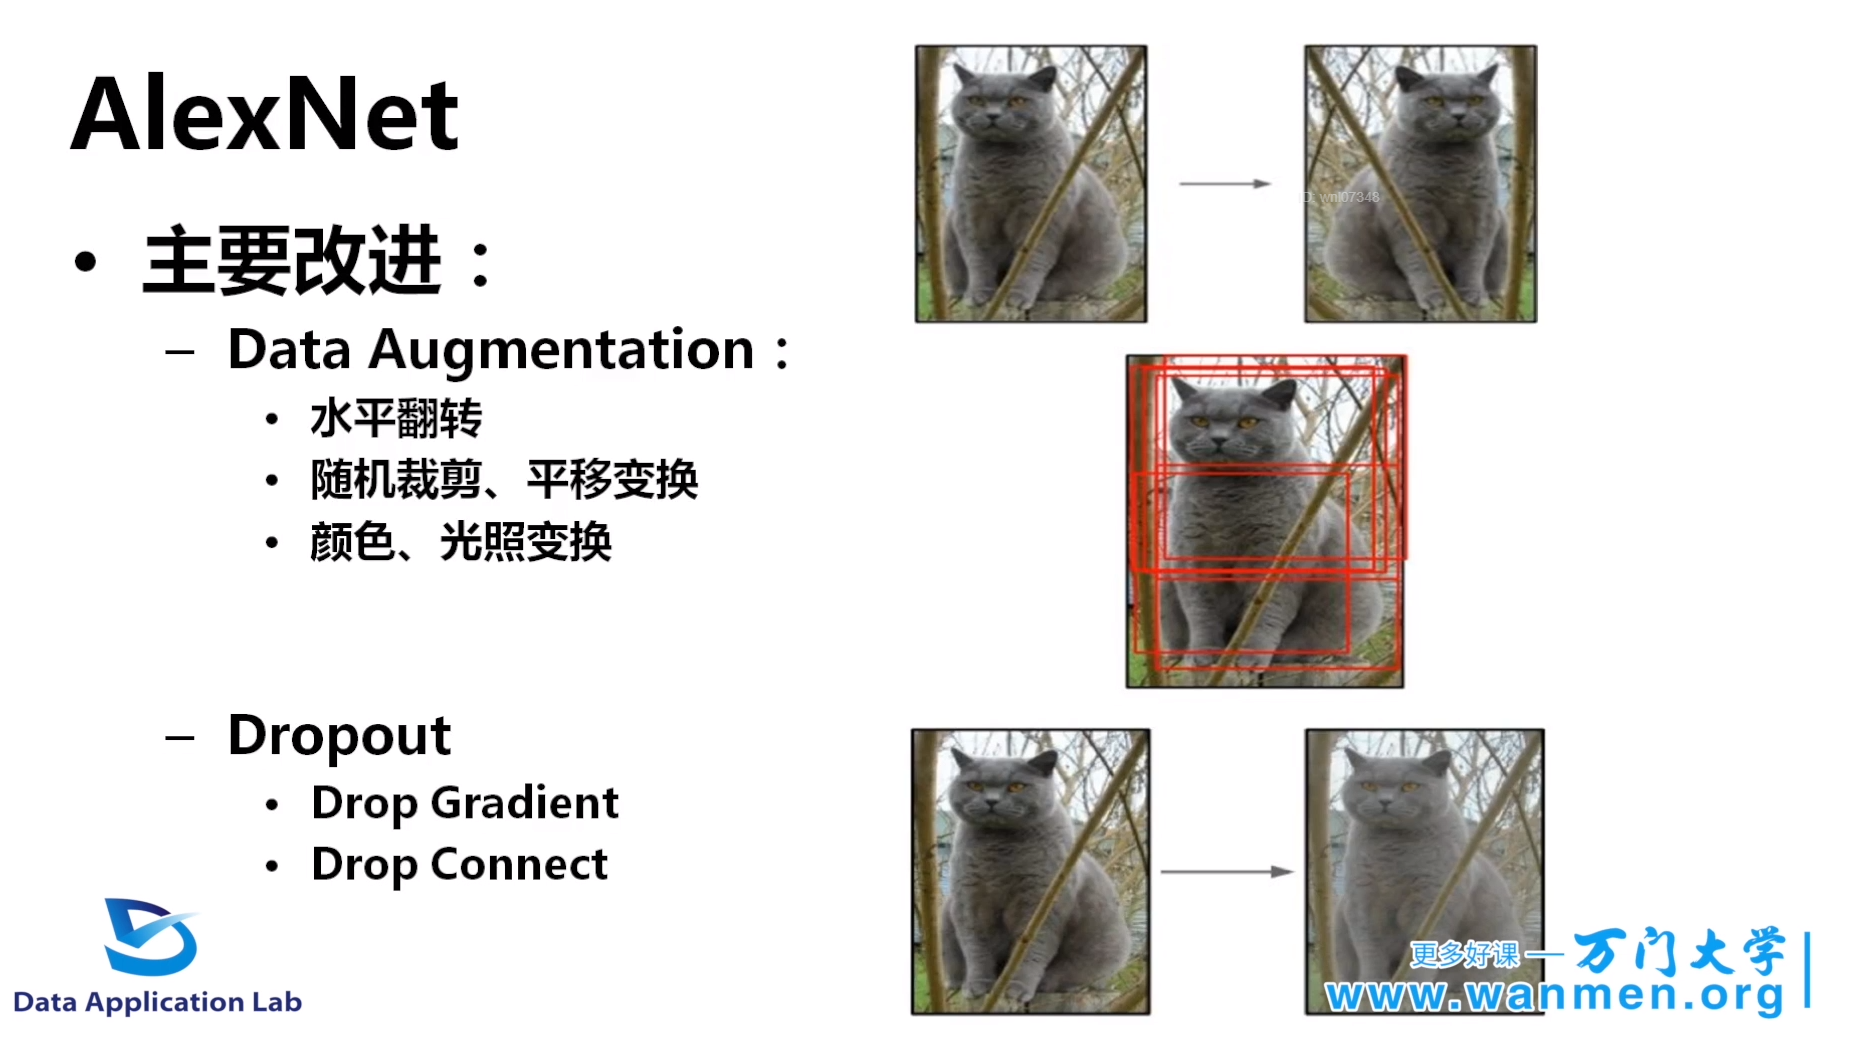 AlexNet
• 主要改进：
– Data Augmentation：
• 水平翻转
• 随机裁剪、平移变换
• 颜色、光照变换
– Dropout
• Drop Gradient
• Drop Connect
Data Application Lab
ID: wnl07348
更多好课 — 万门大学
www.wanmen.org